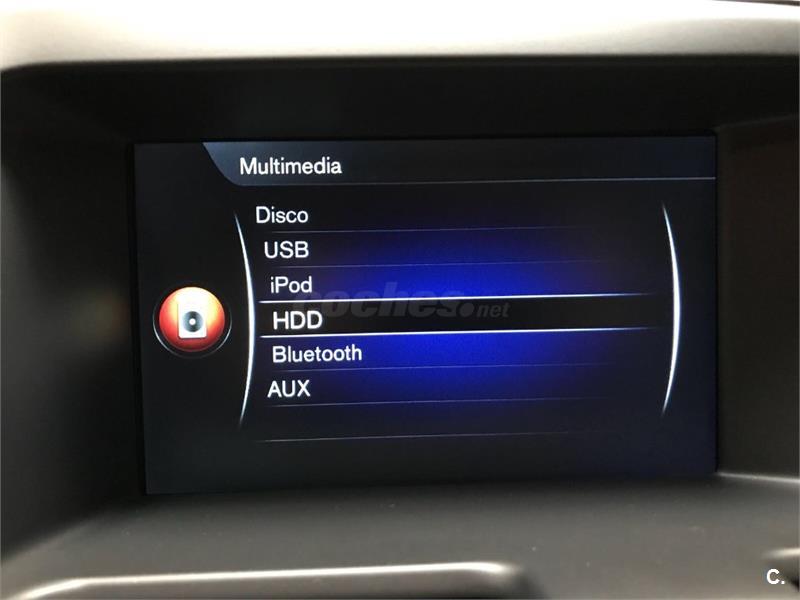 Multimedia
Disco
USB
iPod
coches.net
HDD
Bluetooth
AUX
C.